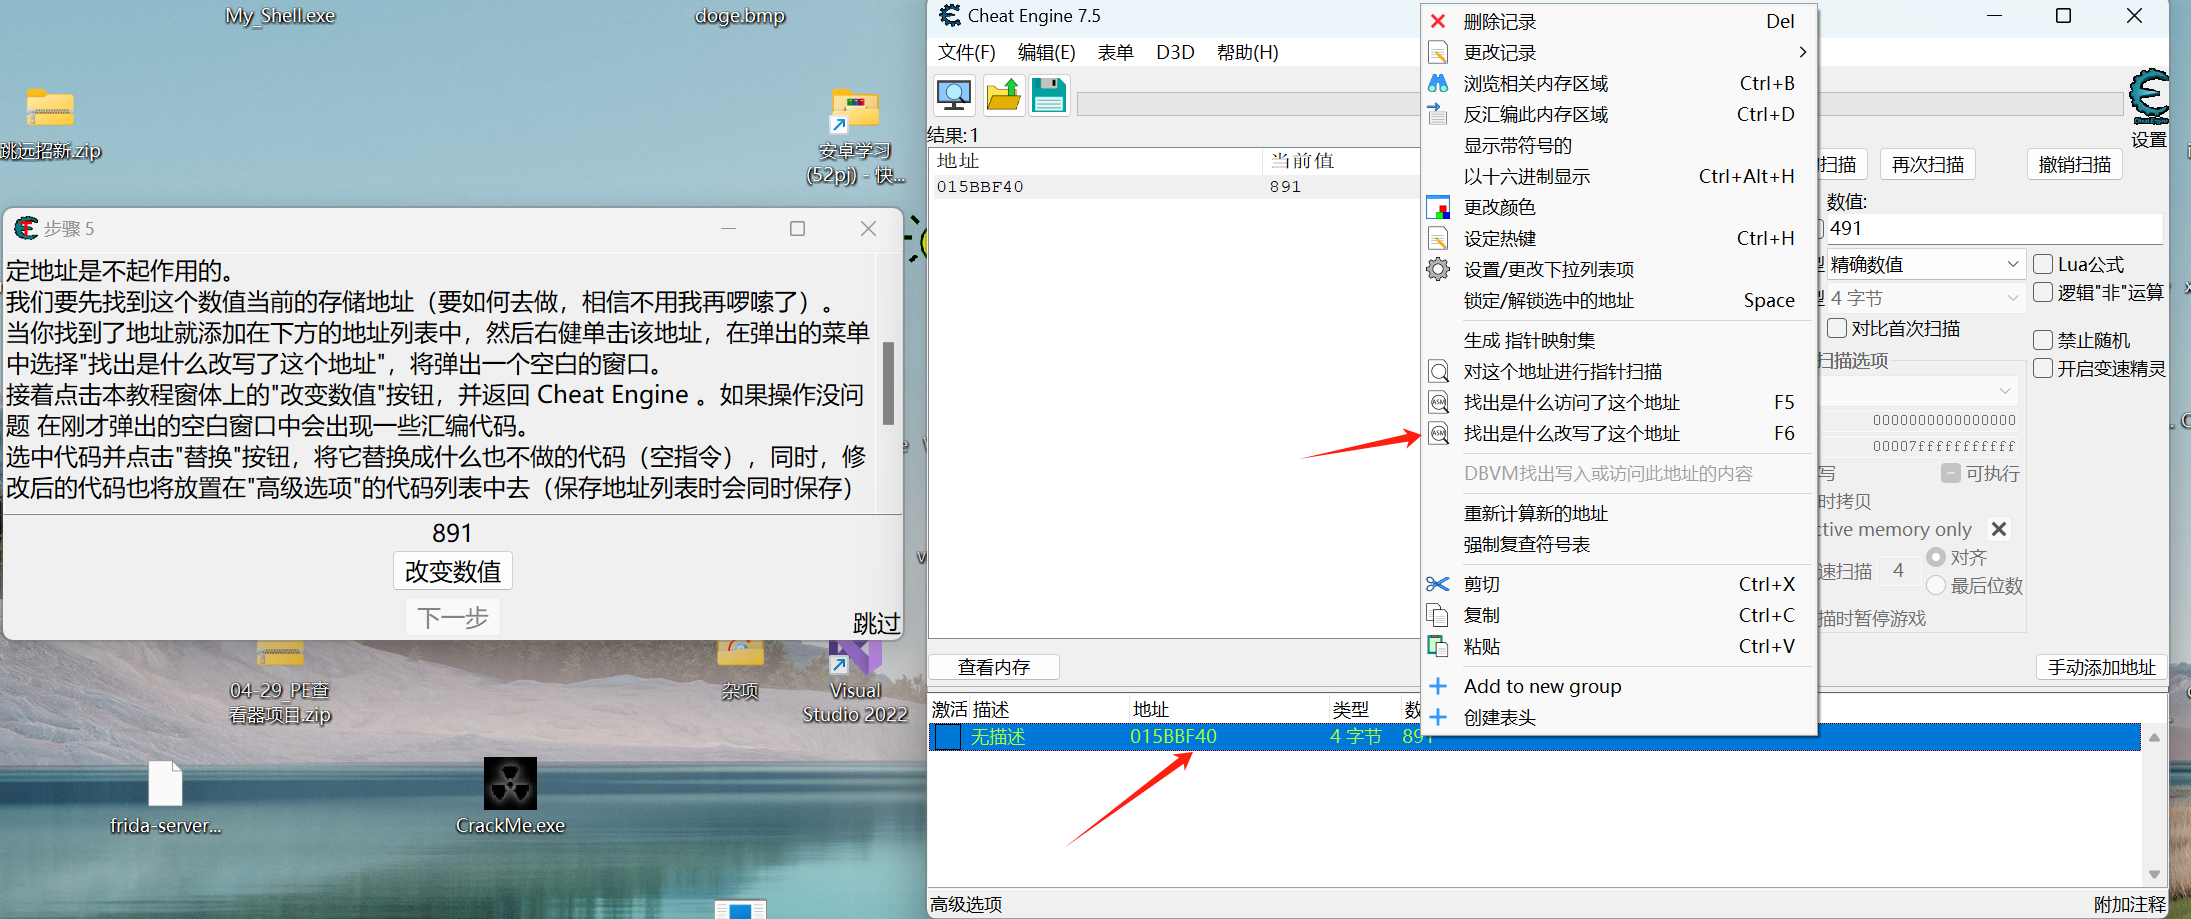 My_Shell.exe
doge.bmp
跳远招新.zip
安卓学习
(52pj) - 快...
步骤 5
定地址是不起作用的。
我们要先找到这个数值当前的存储地址（要如何去做，相信不用我再啰嗦了）。
当你找到了地址就添加在下方的地址列表中，然后右健单击该地址，在弹出的菜单
中选择"找出是什么改写了这个地址"，将弹出一个空白的窗口。
接着点击本教程窗体上的"改变数值"按钮，并返回 Cheat Engine 。如果操作没问
题 在刚才弹出的空白窗口中会出现一些汇编代码。
选中代码并点击"替换"按钮，将它替换成什么也不做的代码（空指令），同时，修
改后的代码也将放置在"高级选项"的代码列表中去（保存地址列表时会同时保存）
891
改变数值
下一步
跳过
04-29_PE查
看器项目.zip
杂项
Visual
Studio 2022
frida-server...
CrackMe.exe
Cheat Engine 7.5
文件(F) 编辑(E) 表单 D3D 帮助(H)
结果:1
地址 当前值
015BBF40 891
查看内存
激活 描述 地址 类型 数
无描述 015BBF40 4 字节 891
高级选项
附加注释
删除记录 Del
更改记录
浏览相关内存区域 Ctrl+B
反汇编此内存区域 Ctrl+D
显示带符号的
以十六进制显示 Ctrl+Alt+H
更改颜色
设定热键 Ctrl+H
设置/更改下拉列表项
锁定/解锁选中的地址 Space
生成 指针映射集
对这个地址进行指针扫描
找出是什么访问了这个地址 F5
找出是什么改写了这个地址 F6
DBVM找出写入或访问此地址的内容
重新计算新的地址
强制复查符号表
剪切 Ctrl+X
复制 Ctrl+C
粘贴 Ctrl+V
Add to new group
创建表头
设置
扫描 再次扫描 撤销扫描
数值:
491
精确数值
4 字节
Lua公式
逻辑"非"运算
对比首次扫描
禁止随机
开启变速精灵
扫描选项
0000000000000000
00007fffffffffff
写 可执行
时拷贝
ctive memory only
速扫描 4 对齐
最后位数
描时暂停游戏
手动添加地址